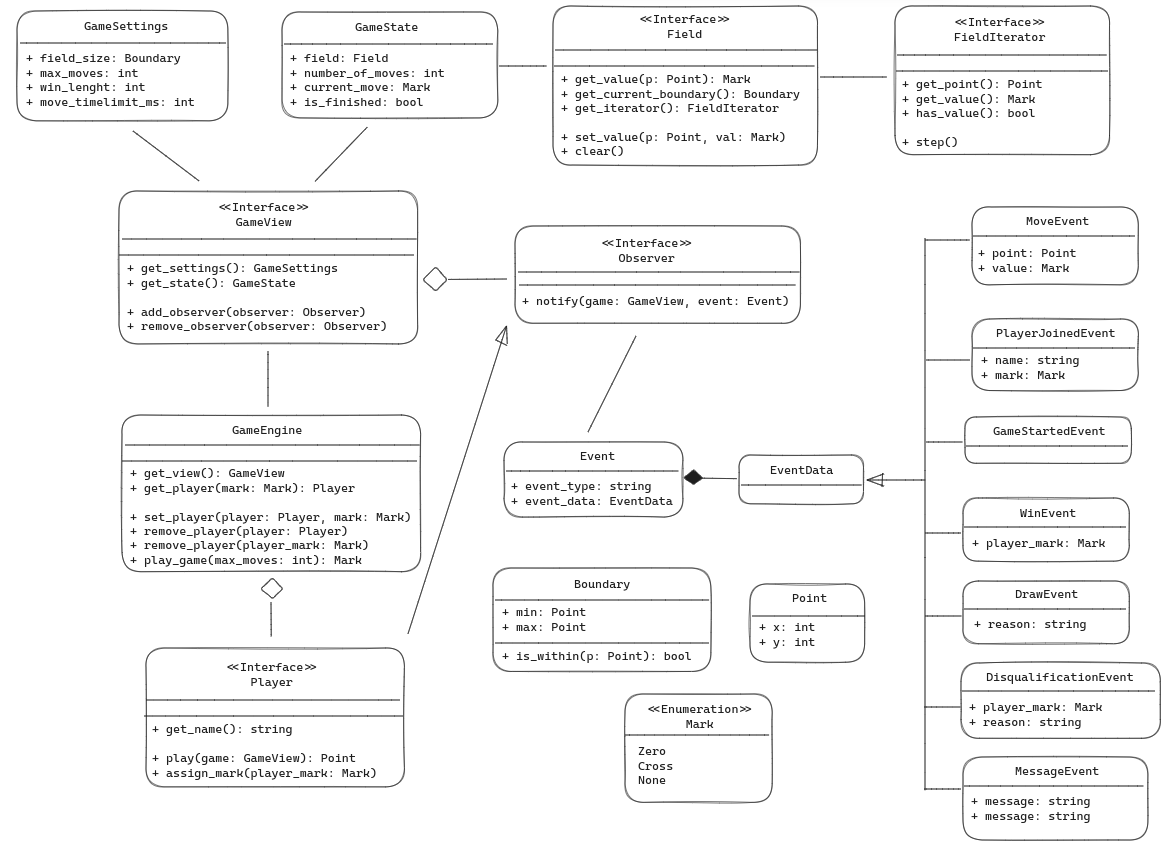 GameSettings
+ field_size: Boundary
+ max_moves: int
+ win_lenght: int
+ move_timelimit_ms: int
GameState
+ field: Field
+ number_of_moves: int
+ current_move: Mark
+ is_finished: bool
<<Interface>>
Field
+ get_value(p: Point): Mark
+ get_current_boundary(): Boundary
+ get_iterator(): FieldIterator
+ set_value(p: Point, val: Mark)
+ clear()
<<Interface>>
FieldIterator
+ get_point(): Point
+ get_value(): Mark
+ has_value(): bool
+ step()
<<Interface>>
GameView
+ get_settings(): GameSettings
+ get_state(): GameState
+ add_observer(observer: Observer)
+ remove_observer(observer: Observer)
<<Interface>>
Observer
+ notify(game: GameView, event: Event)
MoveEvent
+ point: Point
+ value: Mark
PlayerJoinedEvent
+ name: string
+ mark: Mark
GameStartedEvent
GameEngine
+ get_view(): GameView
+ get_player(mark: Mark): Player
+ set_player(player: Player, mark: Mark)
+ remove_player(player: Player)
+ remove_player(player_mark: Mark)
+ play_game(max_moves: int): Mark
Event
+ event_type: string
+ event_data: EventData
EventData
WinEvent
+ player_mark: Mark
Boundary
+ min: Point
+ max: Point
+ is_within(p: Point): bool
Point
+ x: int
+ y: int
DrawEvent
+ reason: string
<<Interface>>
Player
+ get_name(): string
+ play(game: GameView): Point
+ assign_mark(player_mark: Mark)
<<Enumeration>>
Mark
Zero
Cross
None
DisqualificationEvent
+ player_mark: Mark
+ reason: string
MessageEvent
+ message: string
+ message: string